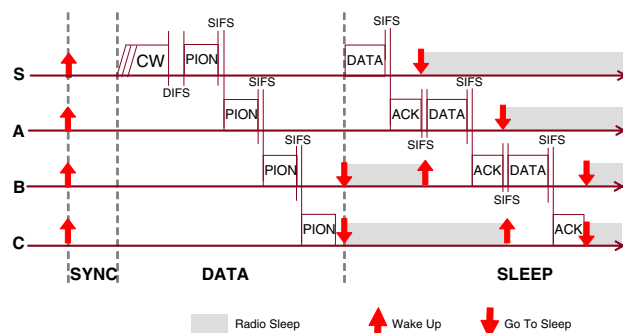 SIFS
SIFS
S
CW
PION
DATA
DIFS
SIFS
SIFS
A
PION
ACK
DATA
SIFS
SIFS
SIFS
B
PION
ACK
DATA
SIFS
C
PION
ACK
SYNC
DATA
SLEEP
Radio Sleep
Wake Up
Go To Sleep